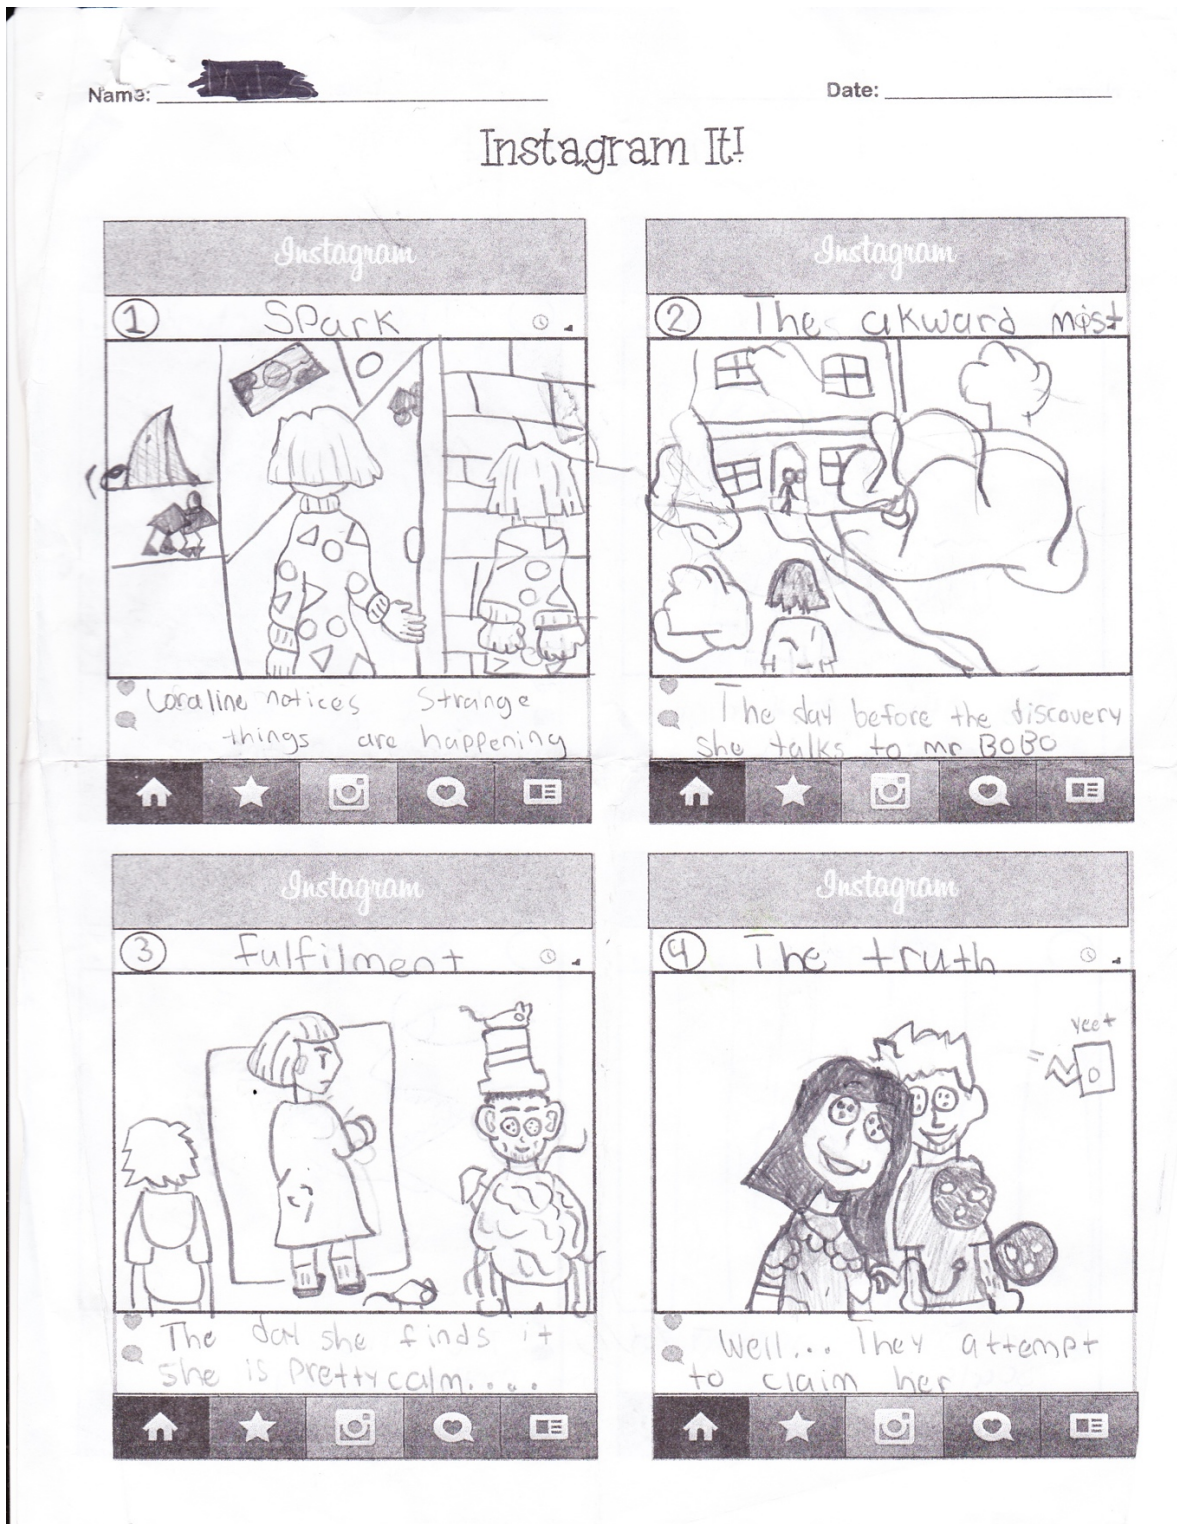 Name:
Date:
Instagram It!
Instagram
1 Spark
Coraline notices strange
things are happening
Instagram
2 The akward mist
The day before the discovery
she talks to mr BOBO
Instagram
3 fulfilment
The day she finds it
she is pretty calm.....
Instagram
4 The truth
yeet
Well... They attempt
to claim her